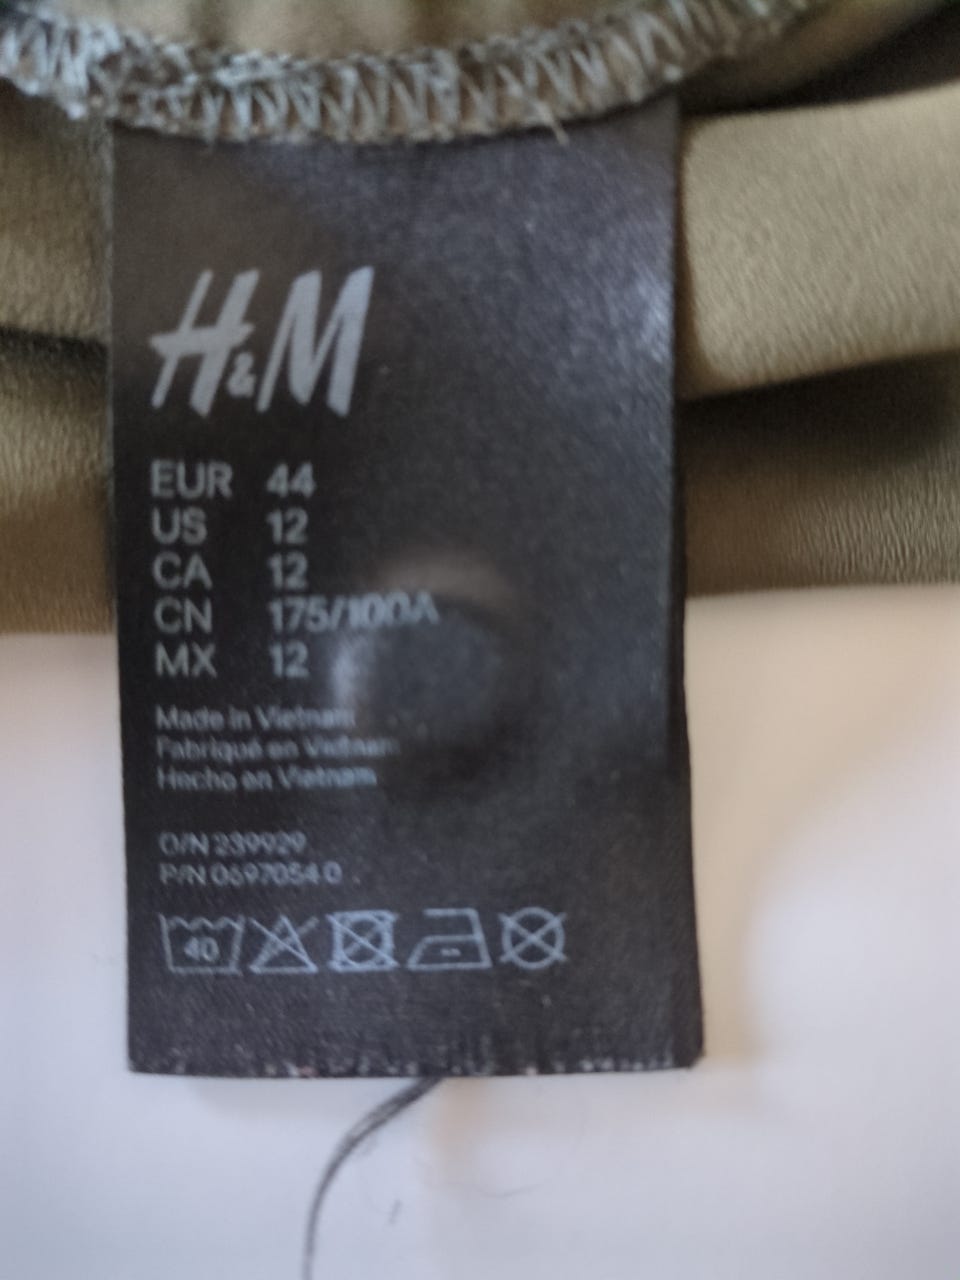 H&M
EUR 44
US 12
CA 12
CN 175/100A
MX 12
Made in Vietnam
Fabriqué en Vietnam
Hecho en Vietnam
O/N 239929
P/N 0697054 0
40